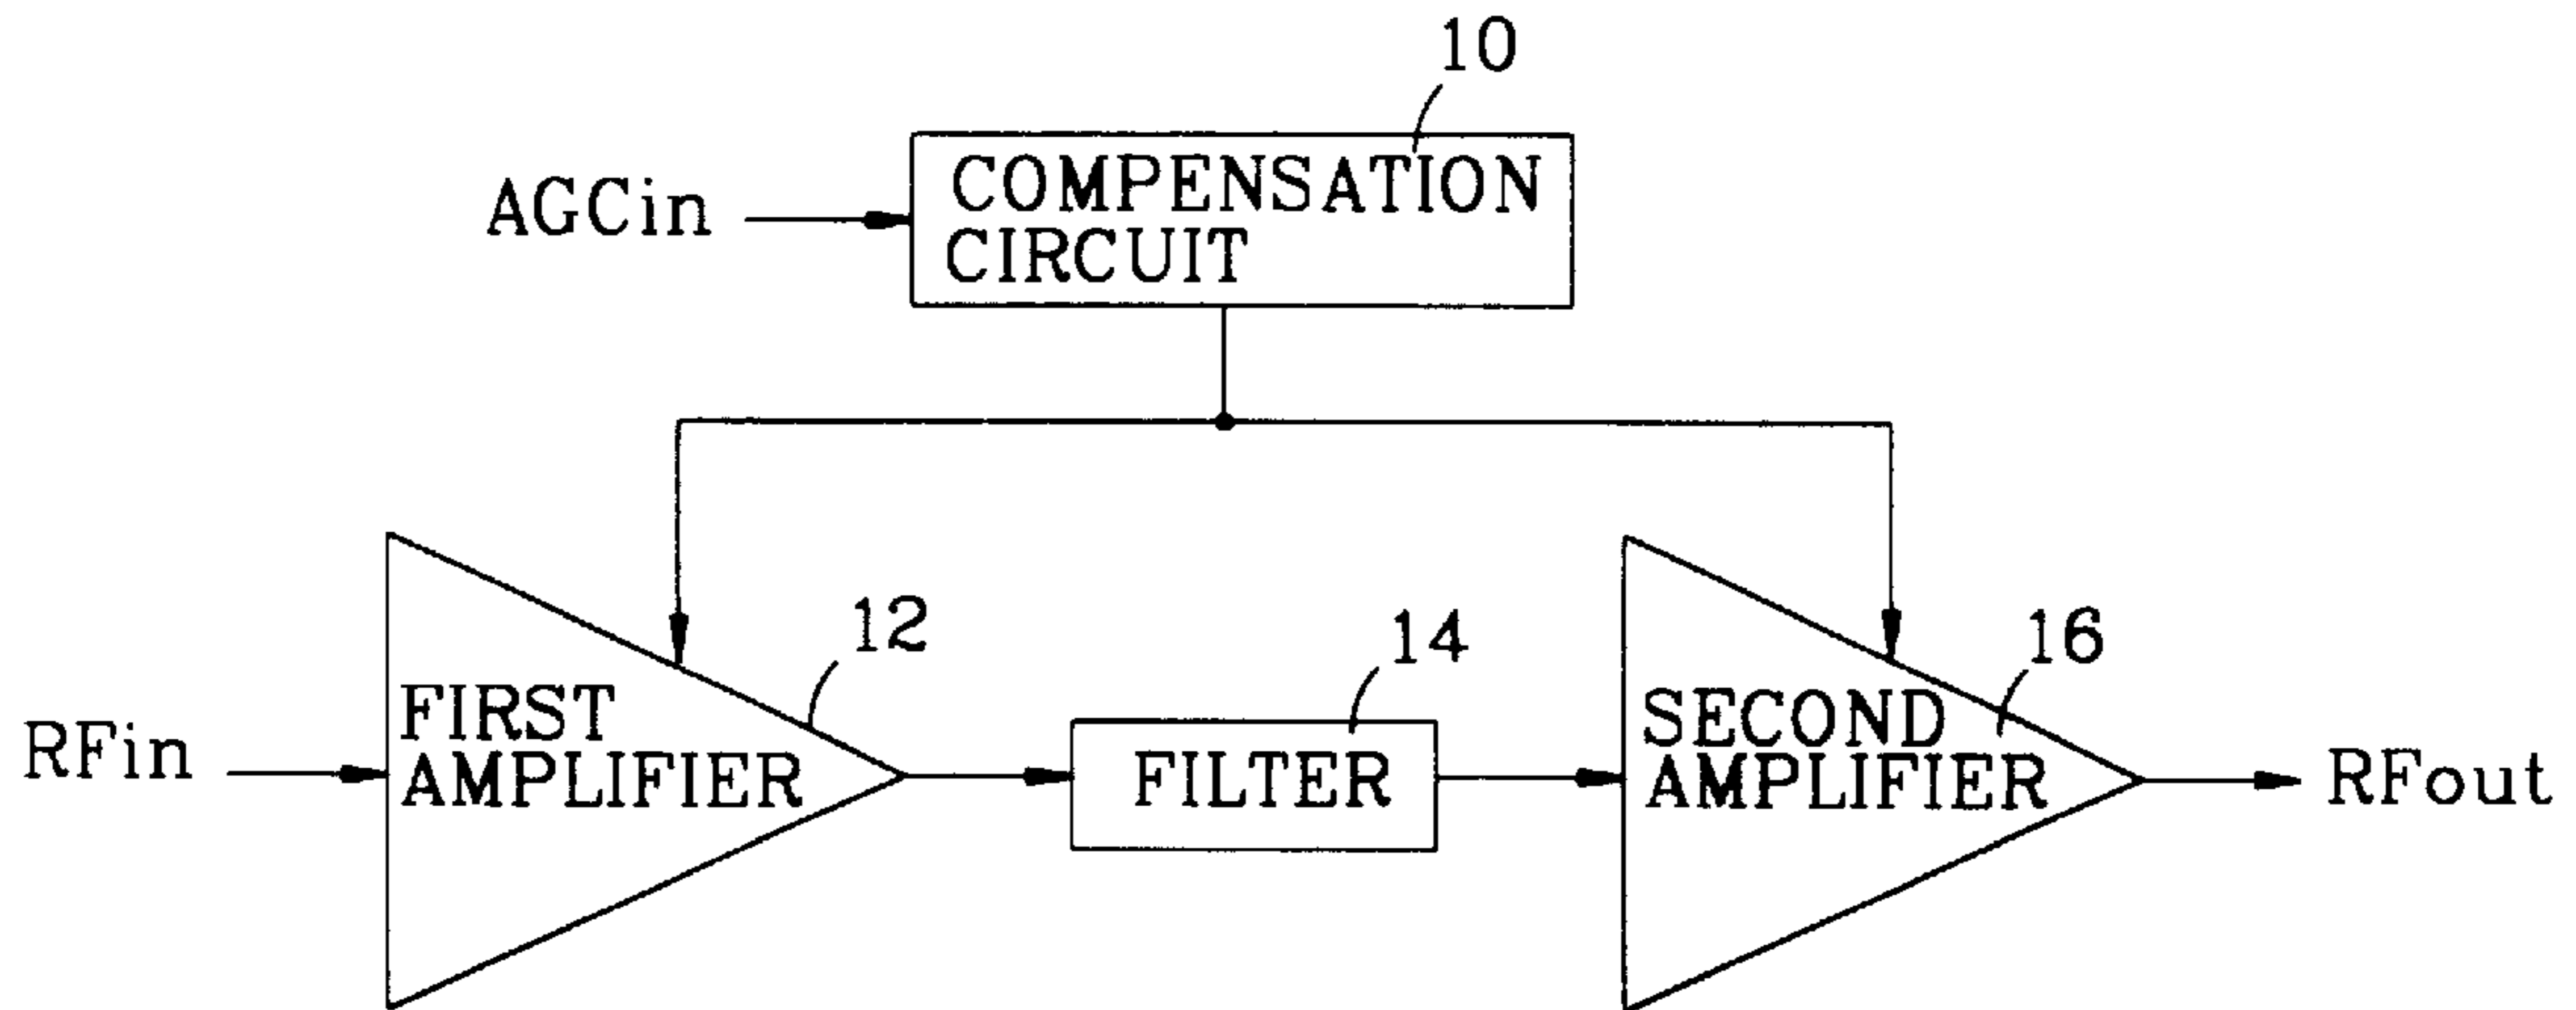 10
AGCin
COMPENSATION
CIRCUIT
12
14
16
RFin
FIRST
AMPLIFIER
FILTER
SECOND
AMPLIFIER
RFout